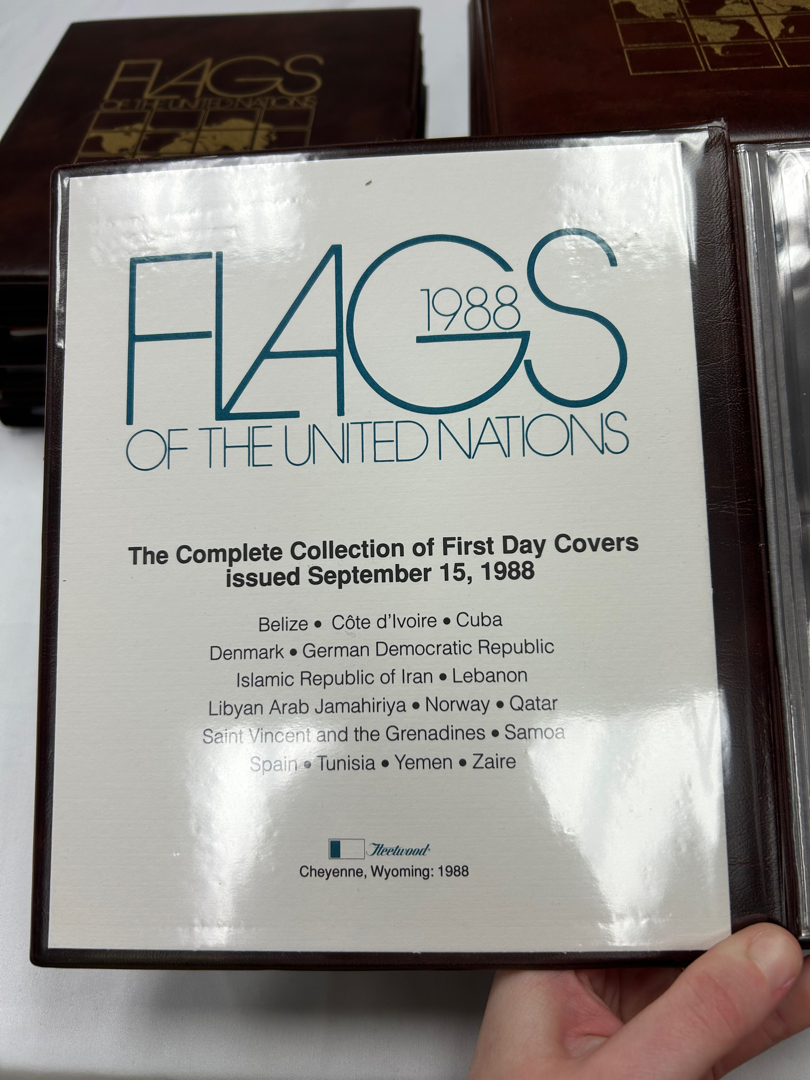 FLAGS
OF THE UNITED NATIONS
FLAGS
1988
OF THE UNITED NATIONS
The Complete Collection of First Day Covers
issued September 15, 1988
Belize • Côte d'Ivoire • Cuba
Denmark • German Democratic Republic
Islamic Republic of Iran • Lebanon
Libyan Arab Jamahiriya • Norway • Qatar
Saint Vincent and the Grenadines • Samoa
Spain • Tunisia • Yemen • Zaire
Fleetwood
Cheyenne, Wyoming: 1988